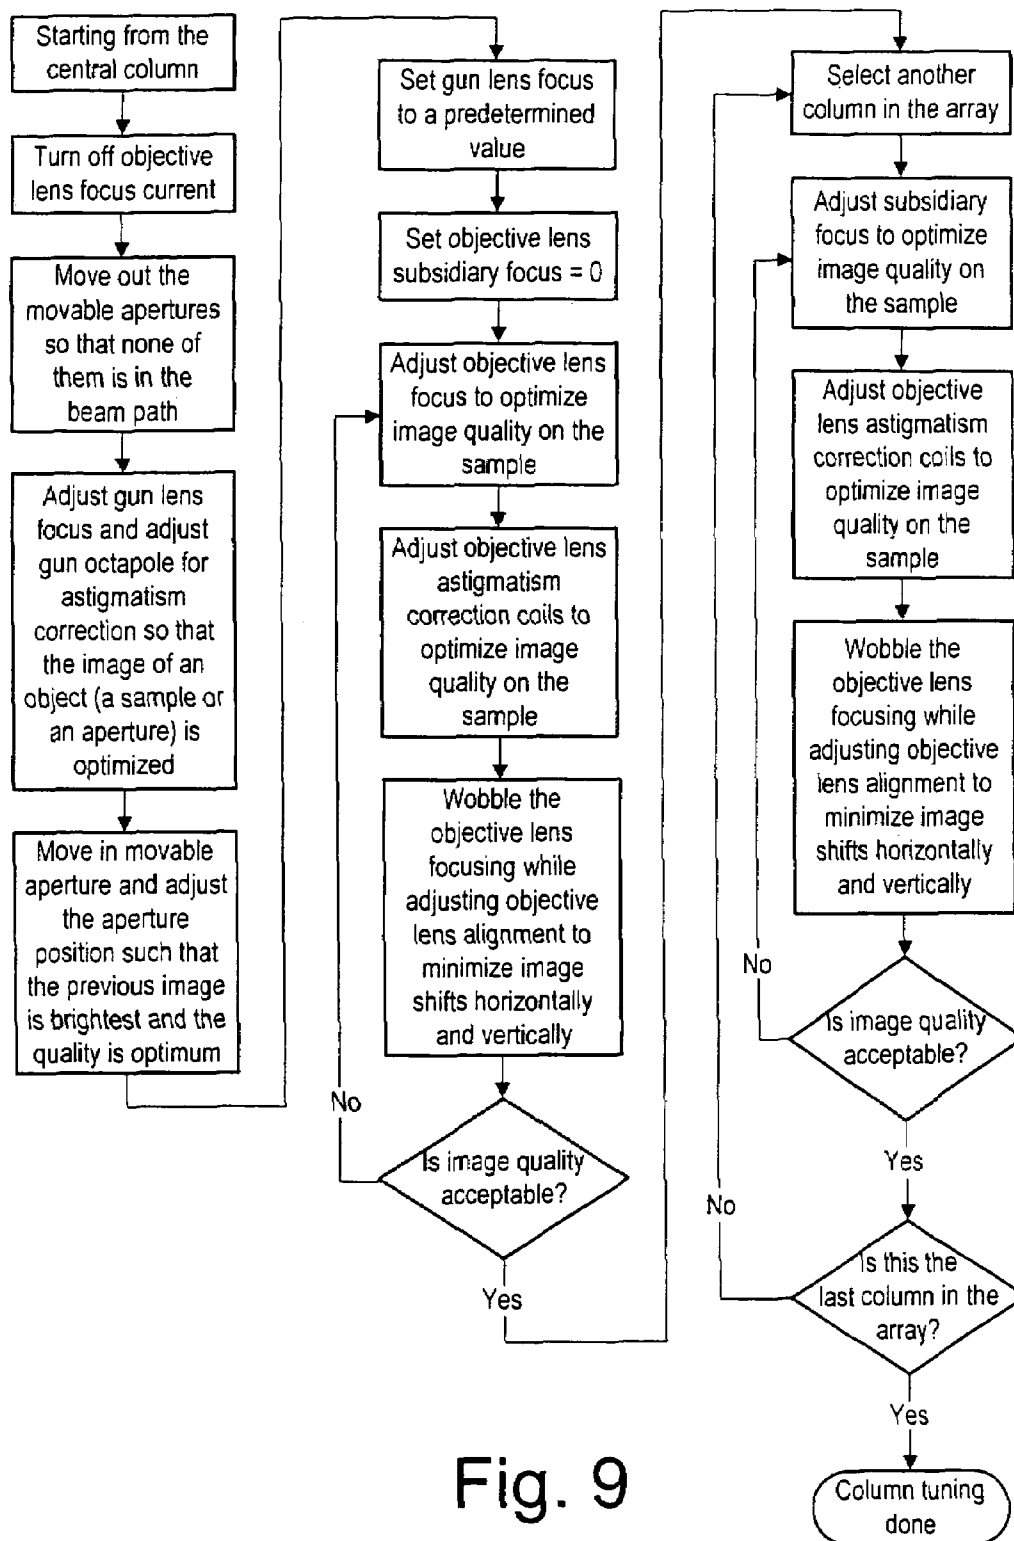 Starting from the
central column
Turn off objective
lens focus current
Move out the
movable apertures
so that none of
them is in the
beam path
Adjust gun lens
focus and adjust
gun octapole for
astigmatism
correction so that
the image of an
object (a sample or
an aperture) is
optimized
Move in movable
aperture and adjust
the aperture
position such that
the previous image
is brightest and the
quality is optimum
Set gun lens focus
to a predetermined
value
Set objective lens
subsidiary focus = 0
Adjust objective lens
focus to optimize
image quality on the
sample
Adjust objective lens
astigmatism
correction coils to
optimize image
quality on the
sample
Wobble the
objective lens
focusing while
adjusting objective
lens alignment to
minimize image
shifts horizontally
and vertically
No
Is image quality
acceptable?
Yes
Select another
column in the array
Adjust subsidiary
focus to optimize
image quality on
the sample
Adjust objective
lens astigmatism
correction coils to
optimize image
quality on the
sample
Wobble the
objective lens
focusing while
adjusting objective
lens alignment to
minimize image
shifts horizontally
and vertically
No
Is image quality
acceptable?
Yes
No
Is this the
last column in the
array?
Yes
Column tuning
done
Fig. 9